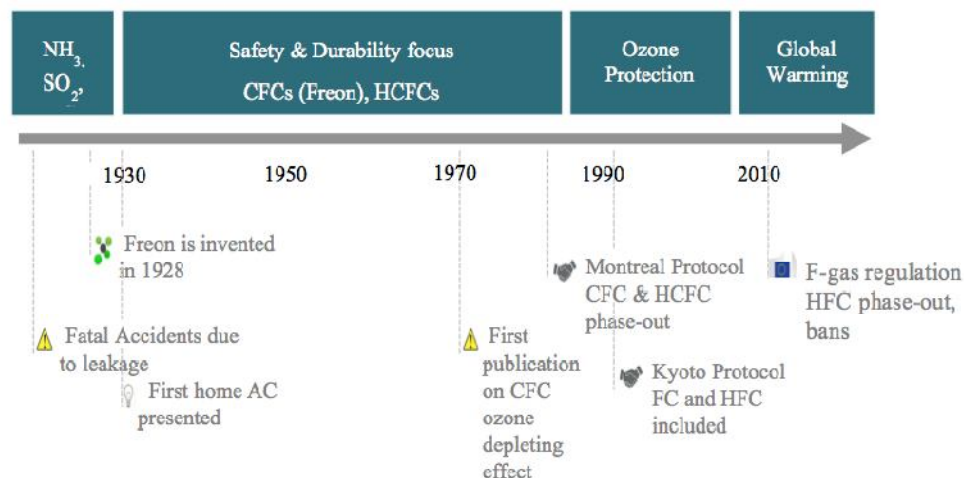 NH₃,
SO₂,
Safety & Durability focus
CFCs (Freon), HCFCs
Ozone
Protection
Global
Warming
1930
1950
1970
1990
2010
Freon is invented
in 1928
Fatal Accidents due
to leakage
First home AC
presented
First
publication
on CFC
ozone
depleting
effect
Montreal Protocol
CFC & HCFC
phase-out
Kyoto Protocol
FC and HFC
included
F-gas regulation
HFC phase-out,
bans